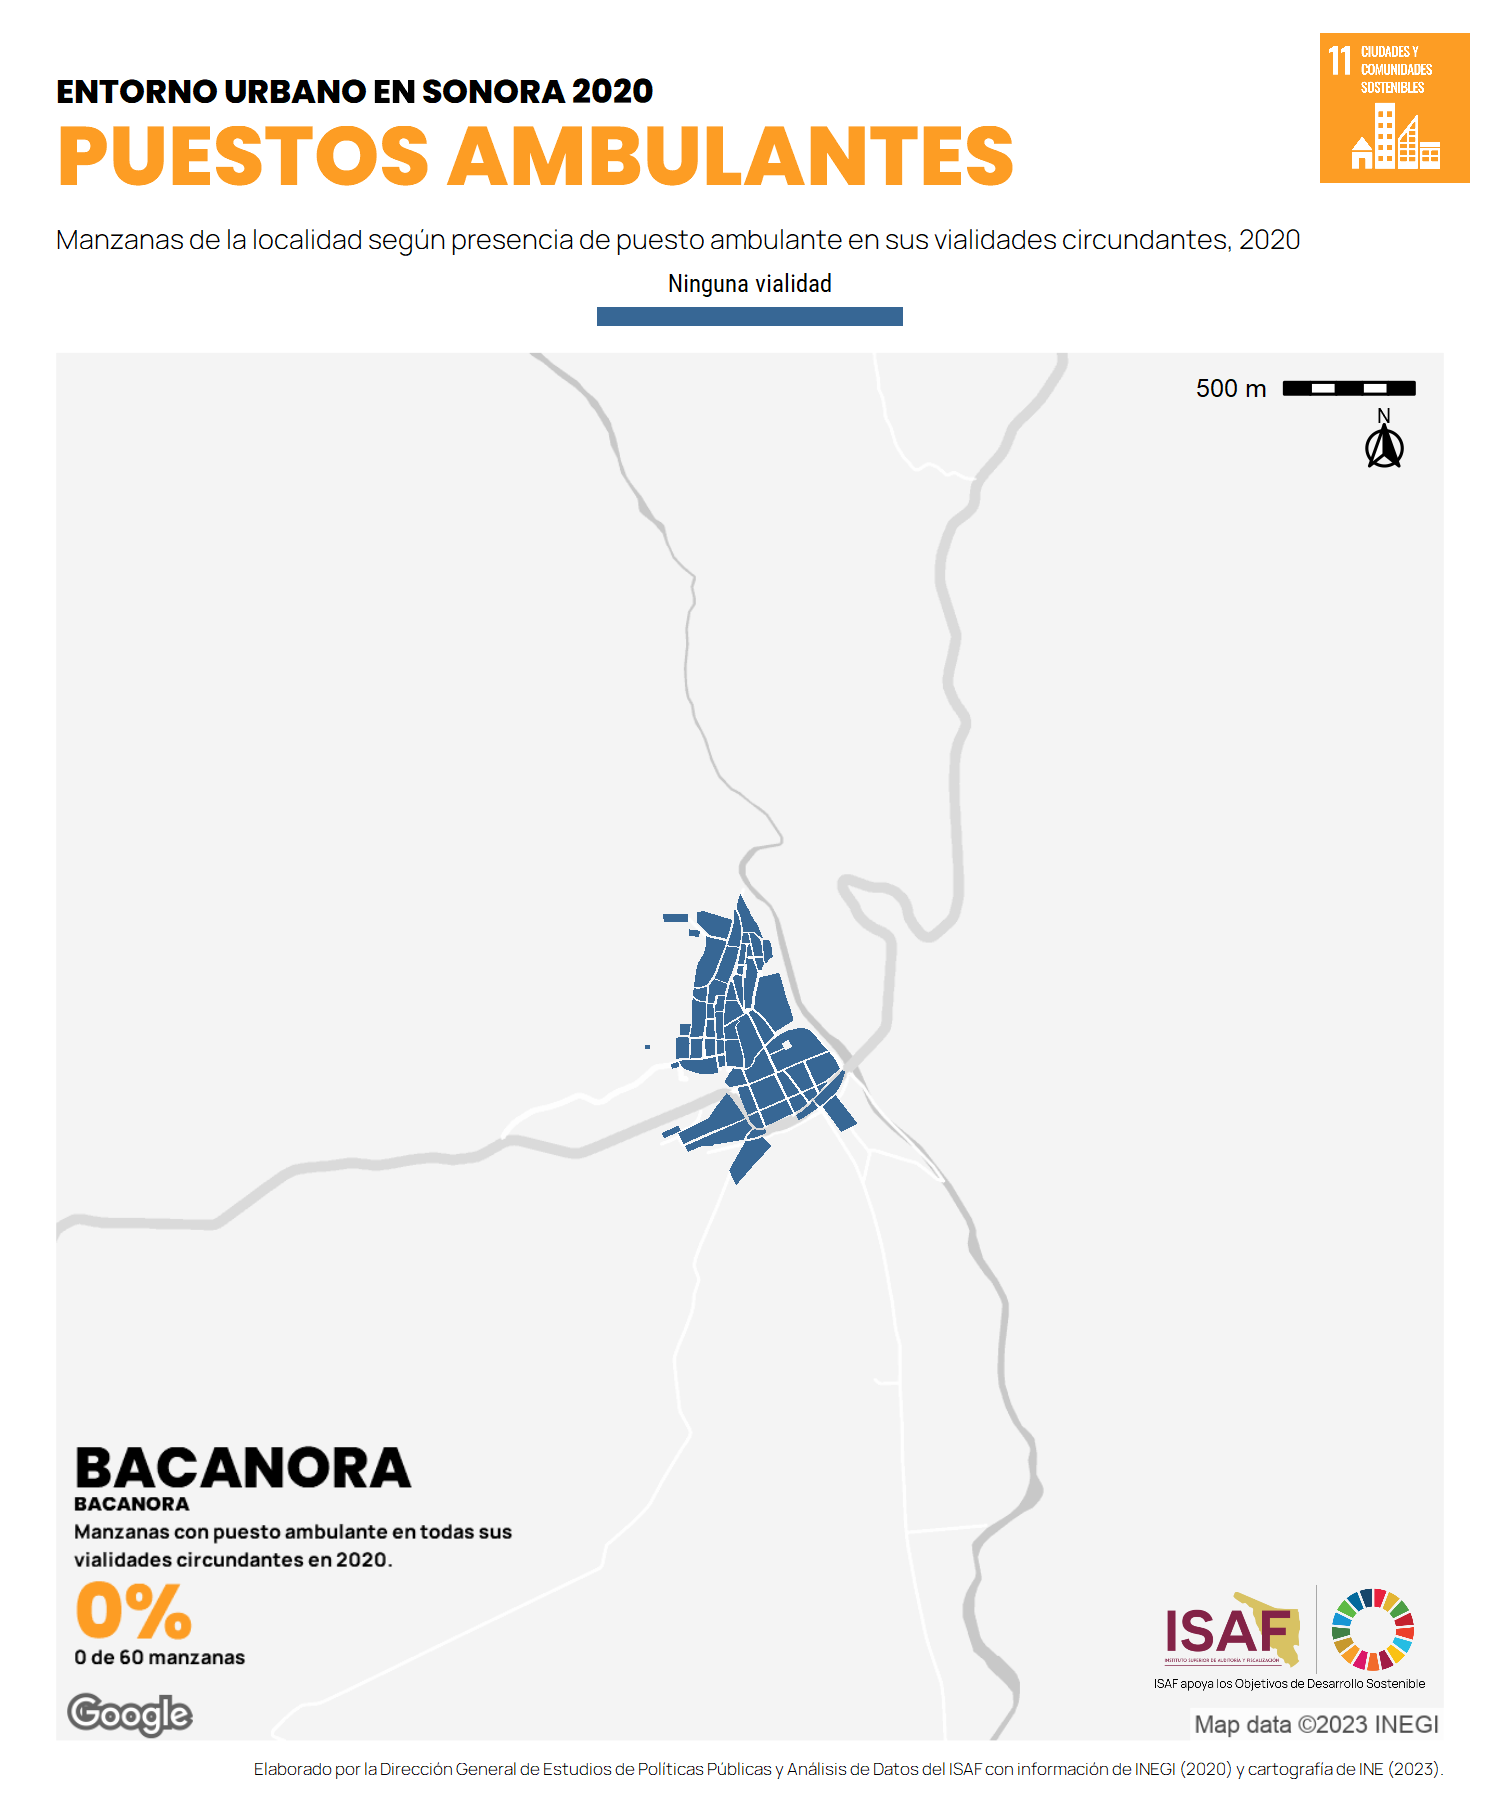 ENTORNO URBANO EN SONORA 2020
PUESTOS AMBULANTES
11 CIUDADES Y
COMUNIDADES
SOSTENIBLES
Manzanas de la localidad según presencia de puesto ambulante en sus vialidades circundantes, 2020
Ninguna vialidad
500 m
N
BACANORA
BACANORA
Manzanas con puesto ambulante en todas sus
vialidades circundantes en 2020.
0%
0 de 60 manzanas
ISAF
INSTITUTO SUPERIOR DE AUDITORÍA Y FISCALIZACIÓN
ISAF apoya los Objetivos de Desarrollo Sostenible
Google
Map data ©2023 INEGI
Elaborado por la Dirección General de Estudios de Políticas Públicas y Análisis de Datos del ISAF con información de INEGI (2020) y cartografía de INE (2023).